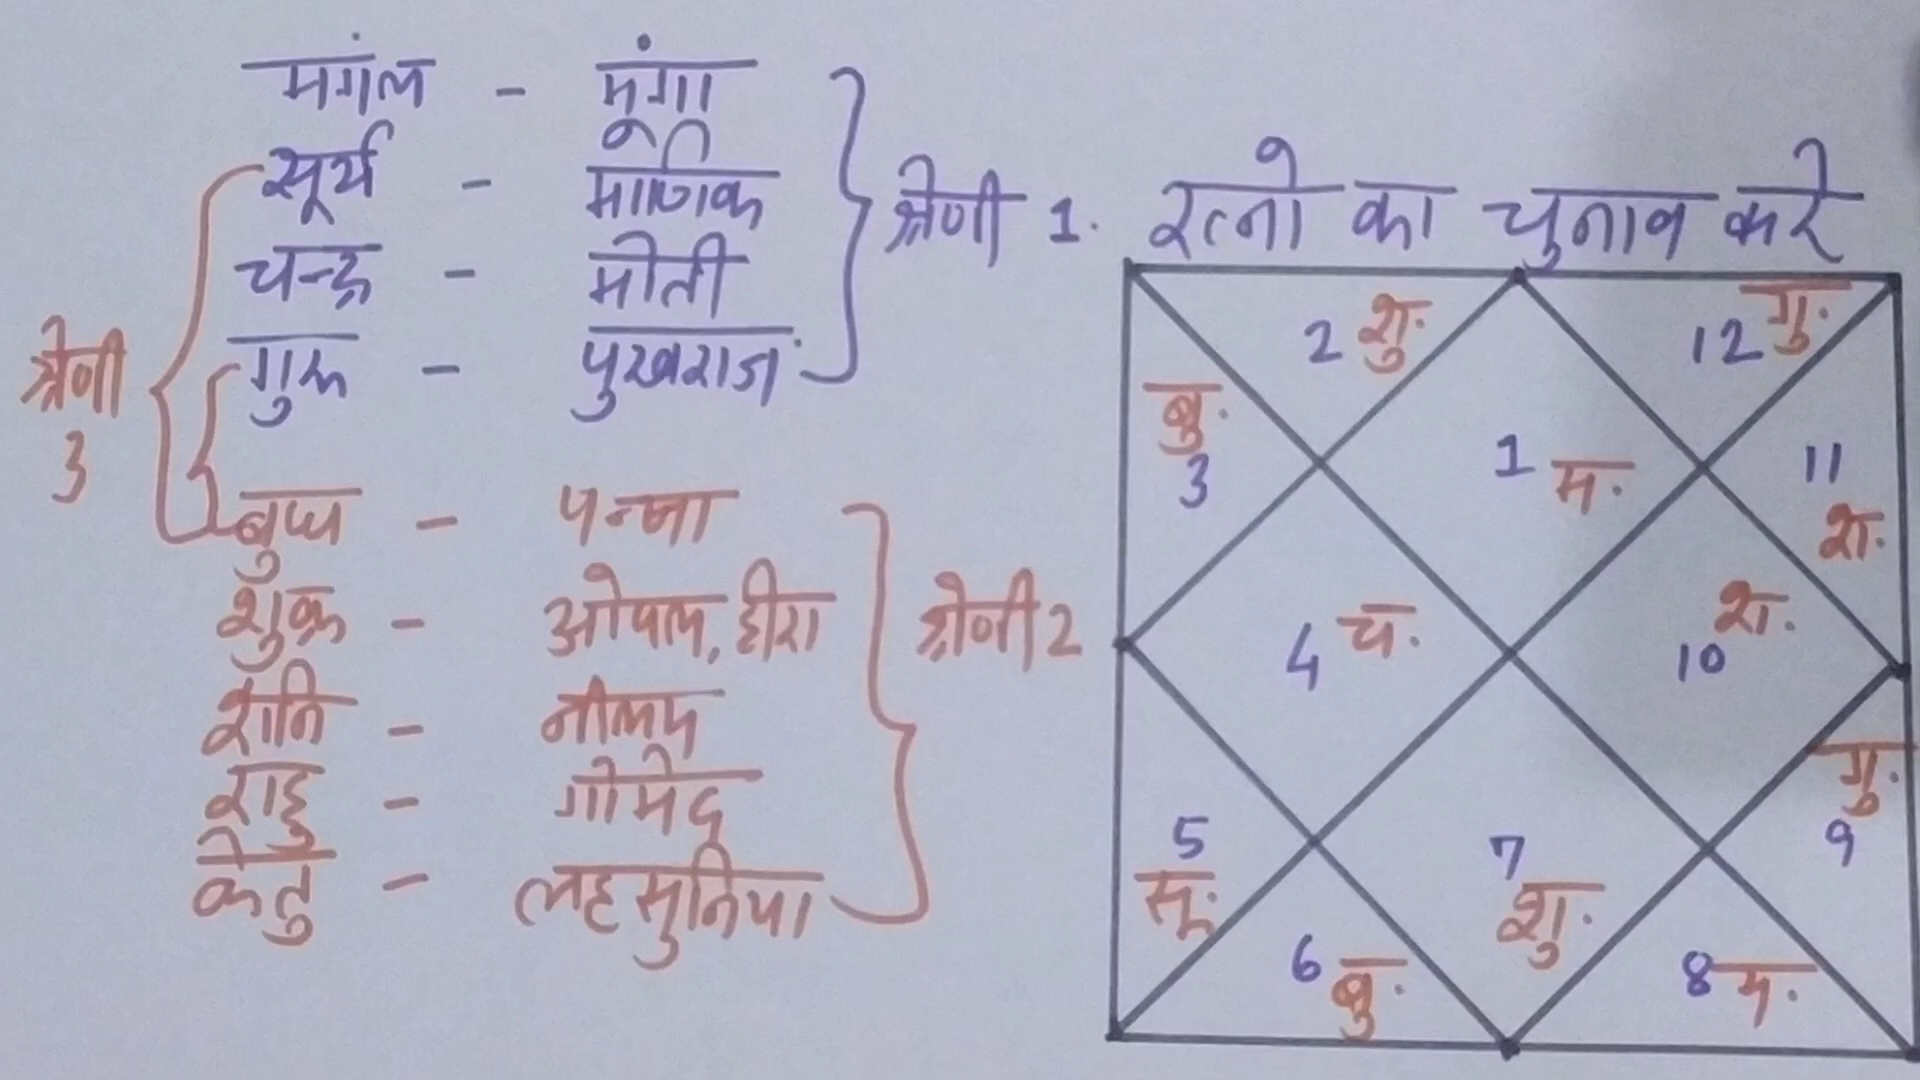 मगंल - मूंगा
सूर्य - माणिक
चन्द्र - मोती
गुरू - पुखराज
श्रेणी 1.
श्रेणी
3
बुध - पन्ना
शुक्र - ओपल, हीरा
शनि - नीलम
राहु - गोमेद
केतु - लहसुनिया
श्रेणी 2
रत्नो का चुनाव करे
2 शु.
12 गु.
बु.
3
1 म.
11
श.
4 च.
श.
10
गु.
9
5
सू.
7
शु.
6 बु.
8 म.